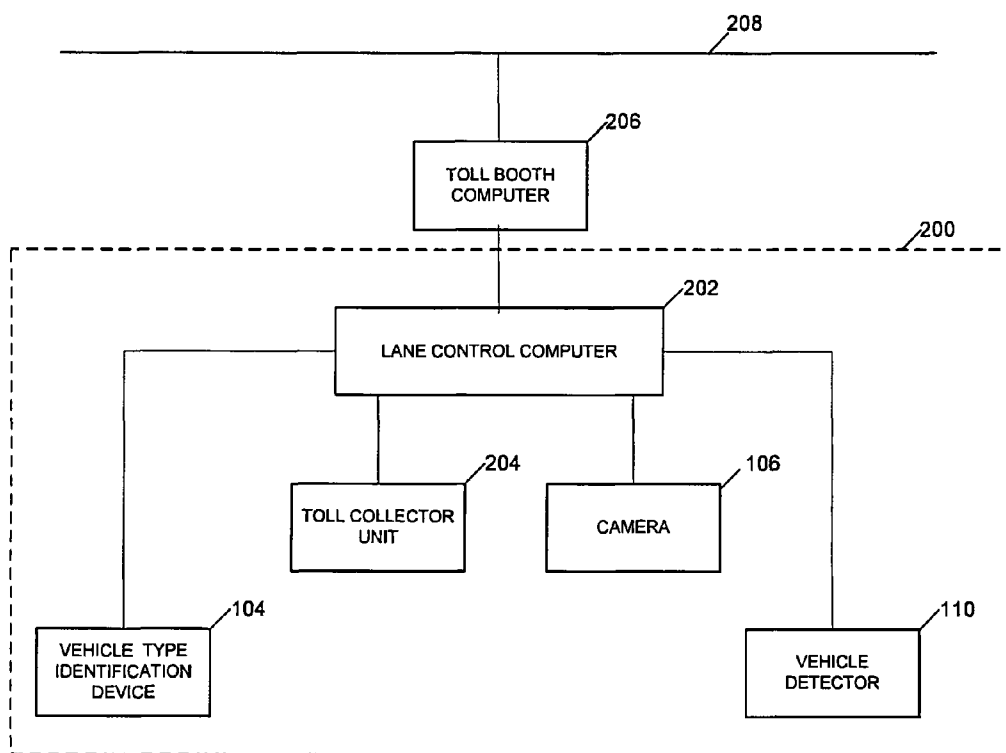 208
206
TOLL BOOTH
COMPUTER
200
202
LANE CONTROL COMPUTER
204
TOLL COLLECTOR
UNIT
106
CAMERA
104
VEHICLE TYPE
IDENTIFICATION
DEVICE
110
VEHICLE
DETECTOR